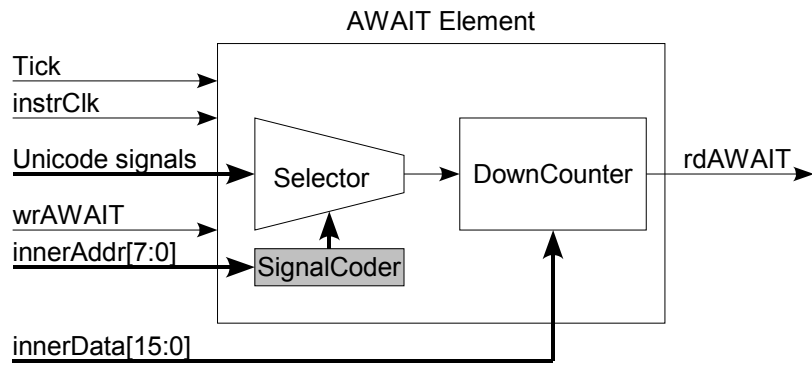 AWAIT Element
Tick
instrClk
Unicode signals
Selector
DownCounter
rdAWAIT
wrAWAIT
innerAddr[7:0]
SignalCoder
innerData[15:0]